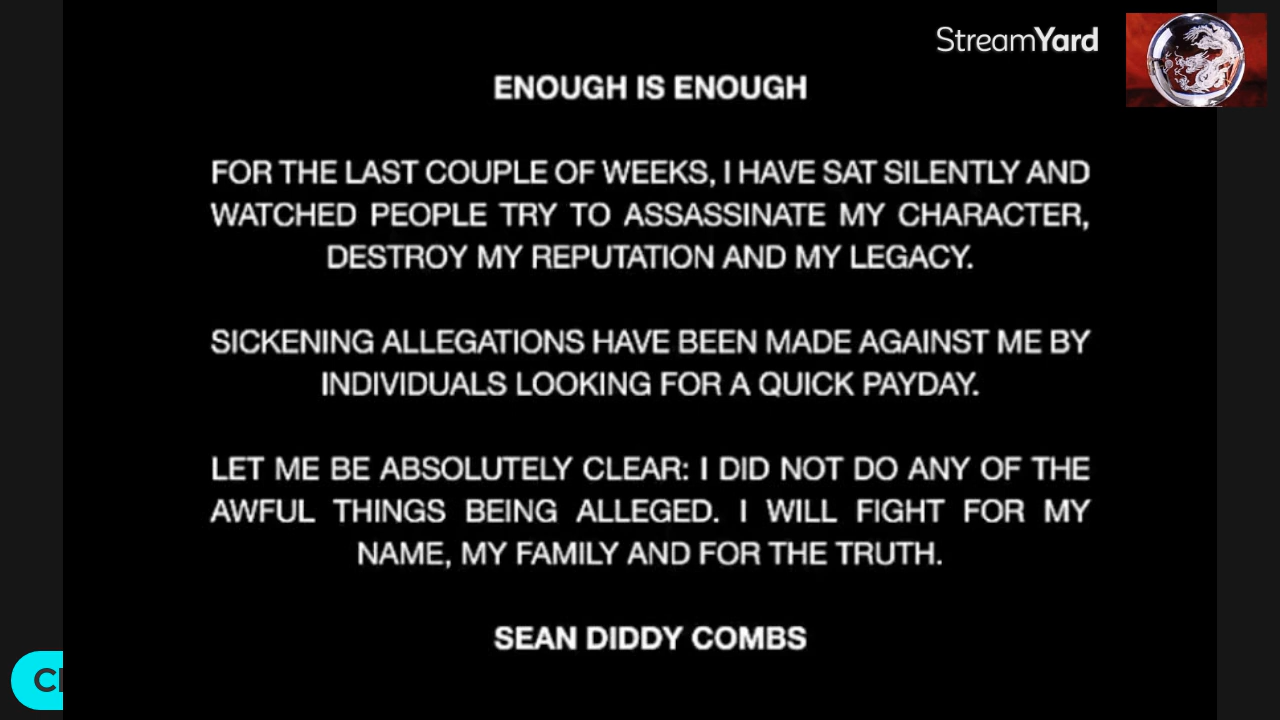 StreamYard
ENOUGH IS ENOUGH
FOR THE LAST COUPLE OF WEEKS, I HAVE SAT SILENTLY AND
WATCHED PEOPLE TRY TO ASSASSINATE MY CHARACTER,
DESTROY MY REPUTATION AND MY LEGACY.
SICKENING ALLEGATIONS HAVE BEEN MADE AGAINST ME BY
INDIVIDUALS LOOKING FOR A QUICK PAYDAY.
LET ME BE ABSOLUTELY CLEAR: I DID NOT DO ANY OF THE
AWFUL THINGS BEING ALLEGED. I WILL FIGHT FOR MY
NAME, MY FAMILY AND FOR THE TRUTH.
SEAN DIDDY COMBS